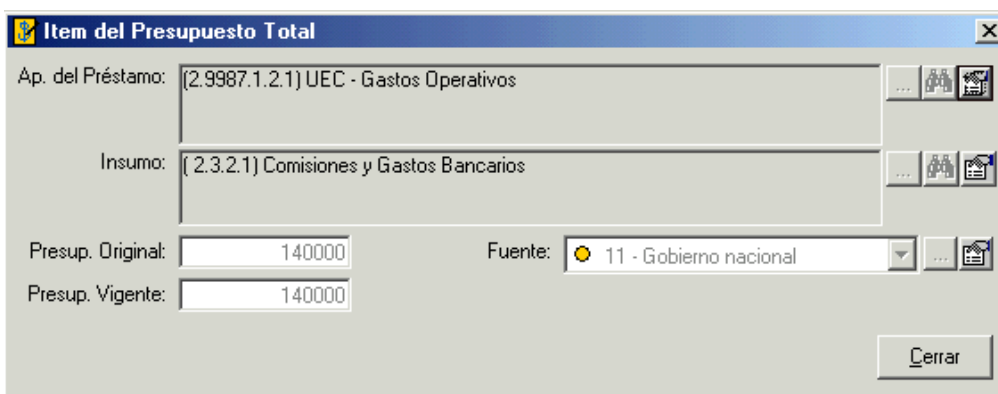 Item del Presupuesto Total
Ap. del Préstamo: (2.9987.1.2.1) UEC - Gastos Operativos ...
Insumo: ( 2.3.2.1) Comisiones y Gastos Bancarios ...
Presup. Original: 140000 Fuente: 11 - Gobierno nacional ...
Presup. Vigente: 140000
Cerrar